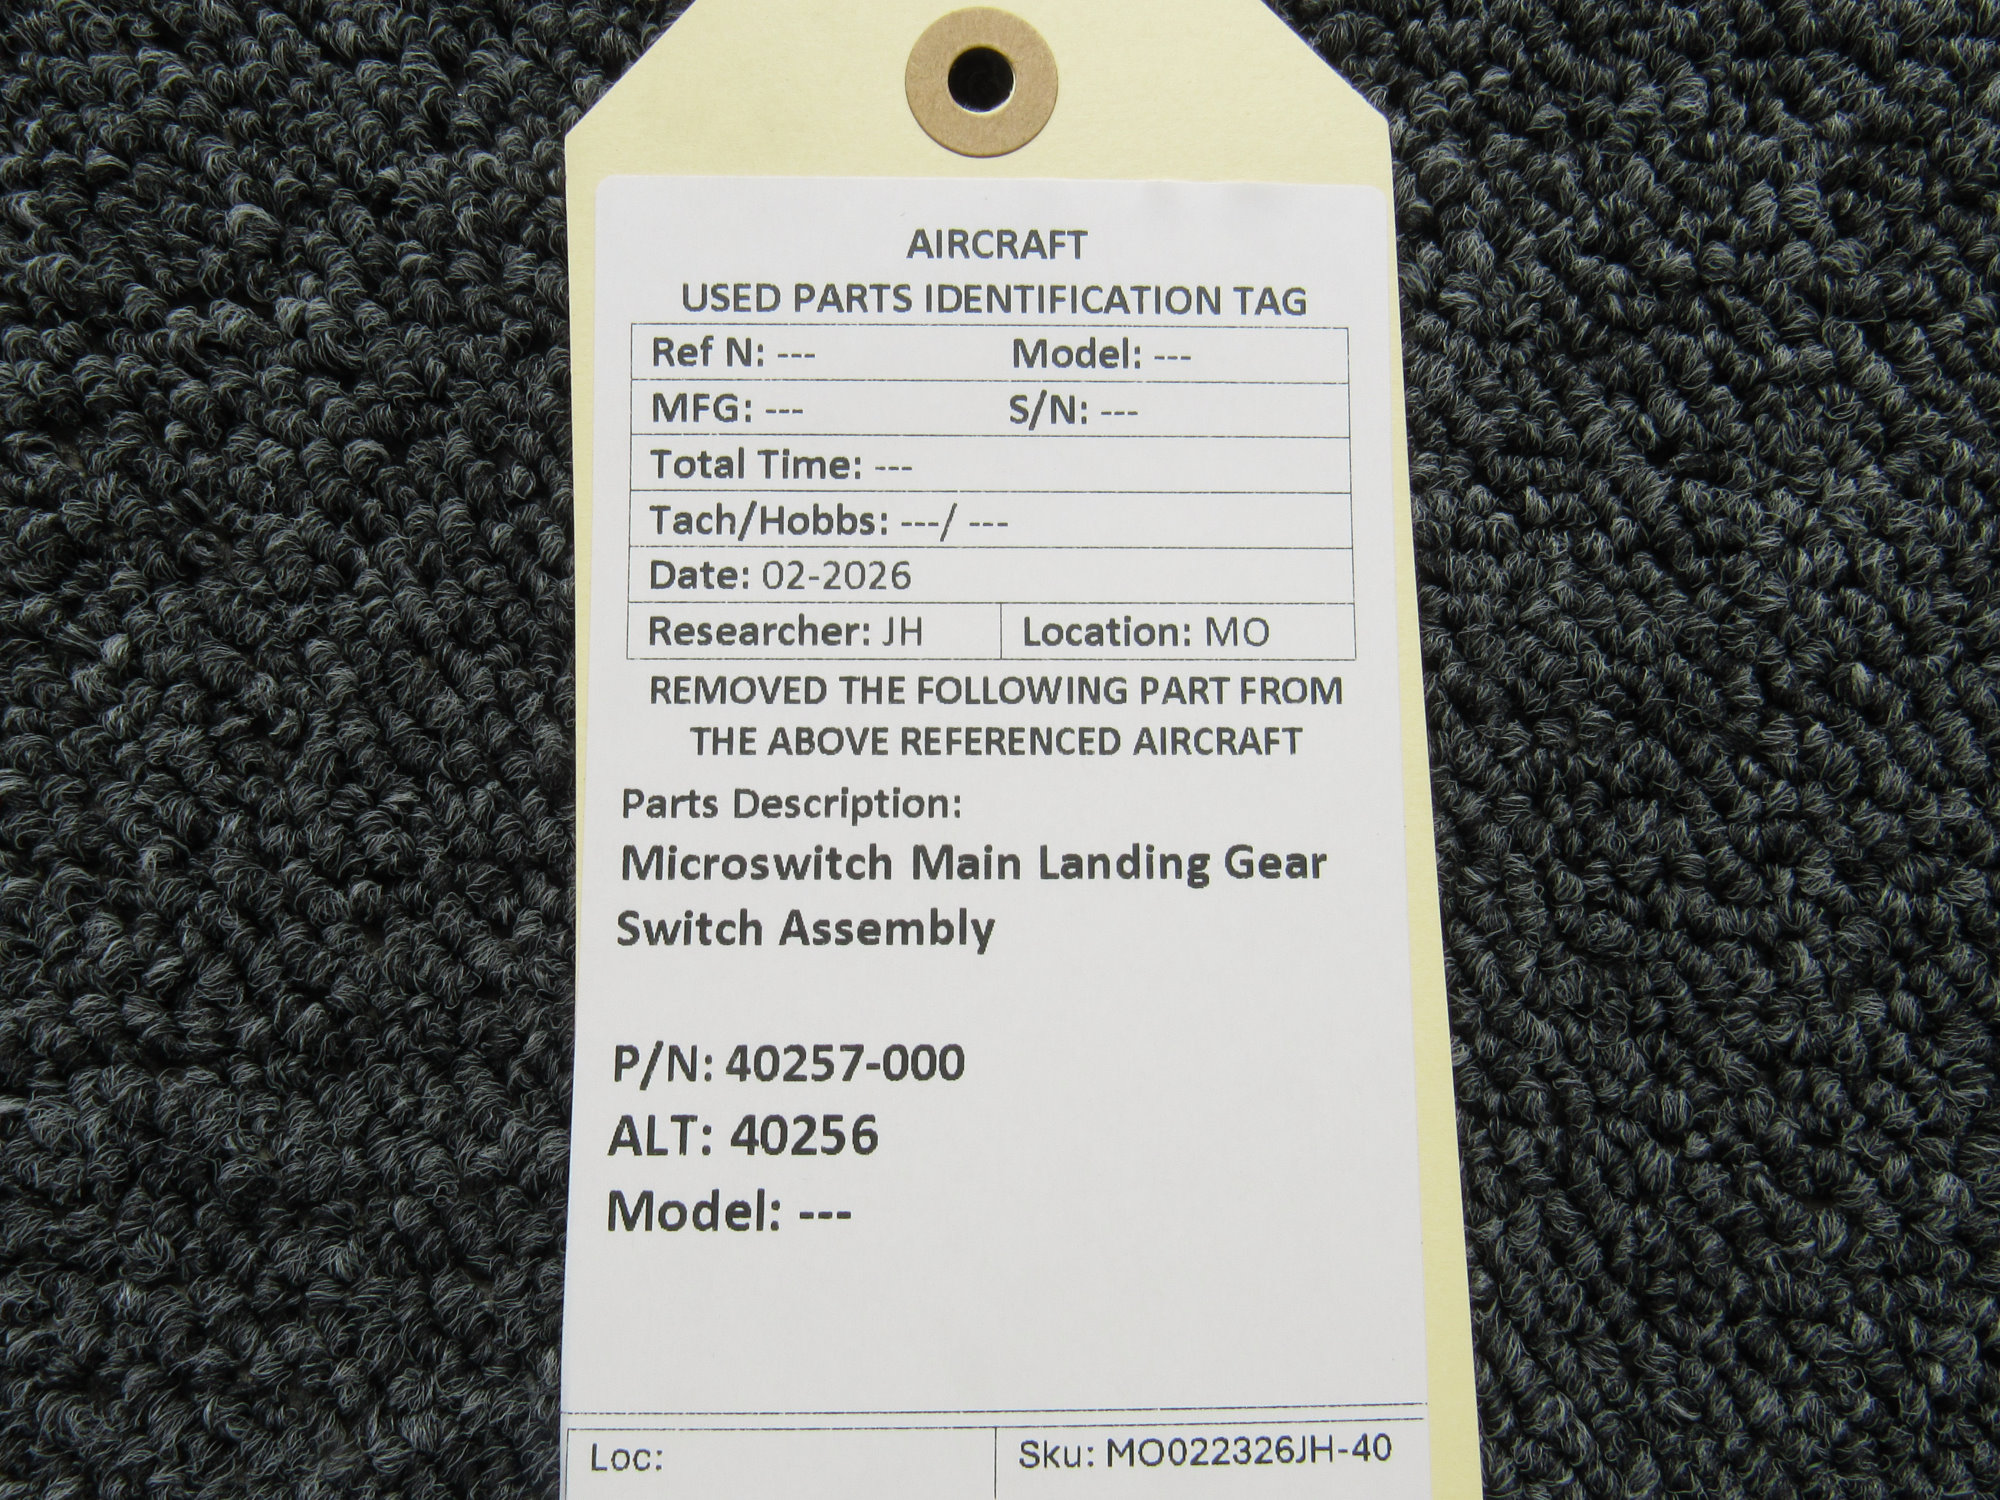 AIRCRAFT
USED PARTS IDENTIFICATION TAG
Ref N: --- Model: ---
MFG: --- S/N: ---
Total Time: ---
Tach/Hobbs: ---/ ---
Date: 02-2026
Researcher: JH Location: MO
REMOVED THE FOLLOWING PART FROM
THE ABOVE REFERENCED AIRCRAFT
Parts Description:
Microswitch Main Landing Gear
Switch Assembly
P/N: 40257-000
ALT: 40256
Model: ---
Loc: Sku: MO022326JH-40